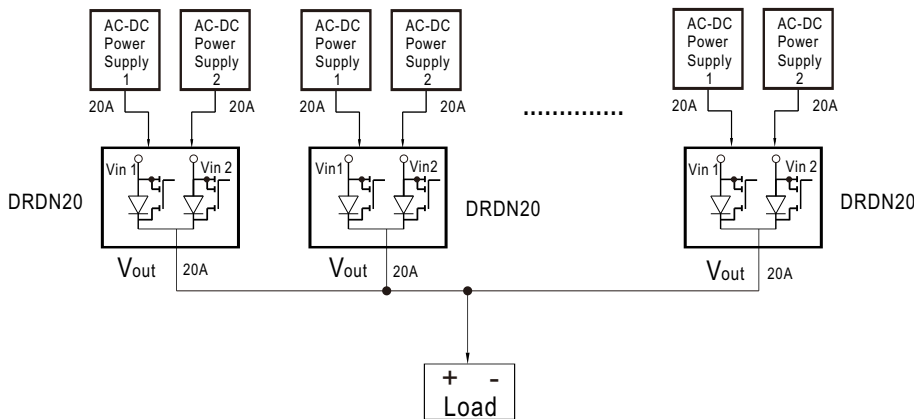 AC-DC
Power
Supply
1
AC-DC
Power
Supply
2
AC-DC
Power
Supply
1
AC-DC
Power
Supply
2
AC-DC
Power
Supply
1
AC-DC
Power
Supply
2
20A
20A
20A
20A
20A
20A
..............
Vin 1
Vin 2
Vin1
Vin2
Vin 1
Vin 2
DRDN20
DRDN20
DRDN20
Vout
20A
Vout
20A
Vout
20A
+ -
Load